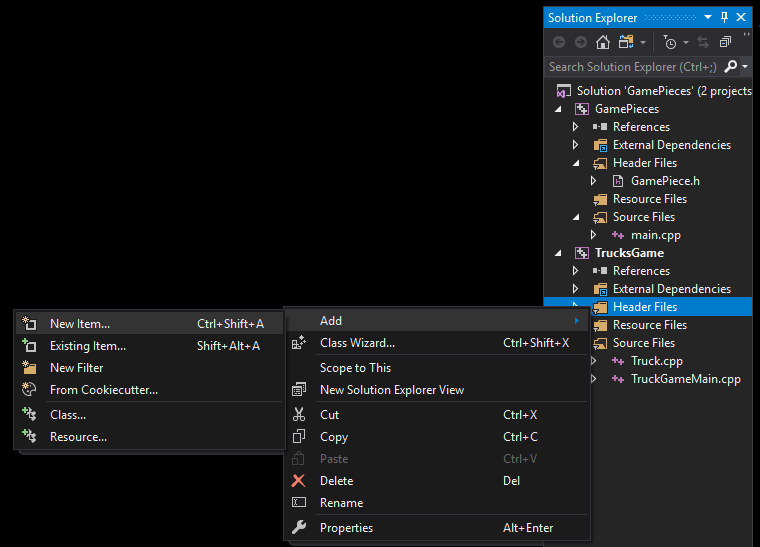 Solution Explorer
Search Solution Explorer (Ctrl+;)
Solution 'GamePieces' (2 projects
GamePieces
References
External Dependencies
Header Files
GamePiece.h
Resource Files
Source Files
main.cpp
TrucksGame
References
External Dependencies
Header Files
Resource Files
Source Files
Truck.cpp
TruckGameMain.cpp
Add
Class Wizard... Ctrl+Shift+X
Scope to This
New Solution Explorer View
Cut Ctrl+X
Copy Ctrl+C
Paste Ctrl+V
Delete Del
Rename
Properties Alt+Enter
New Item... Ctrl+Shift+A
Existing Item... Shift+Alt+A
New Filter
From Cookiecutter...
Class...
Resource...